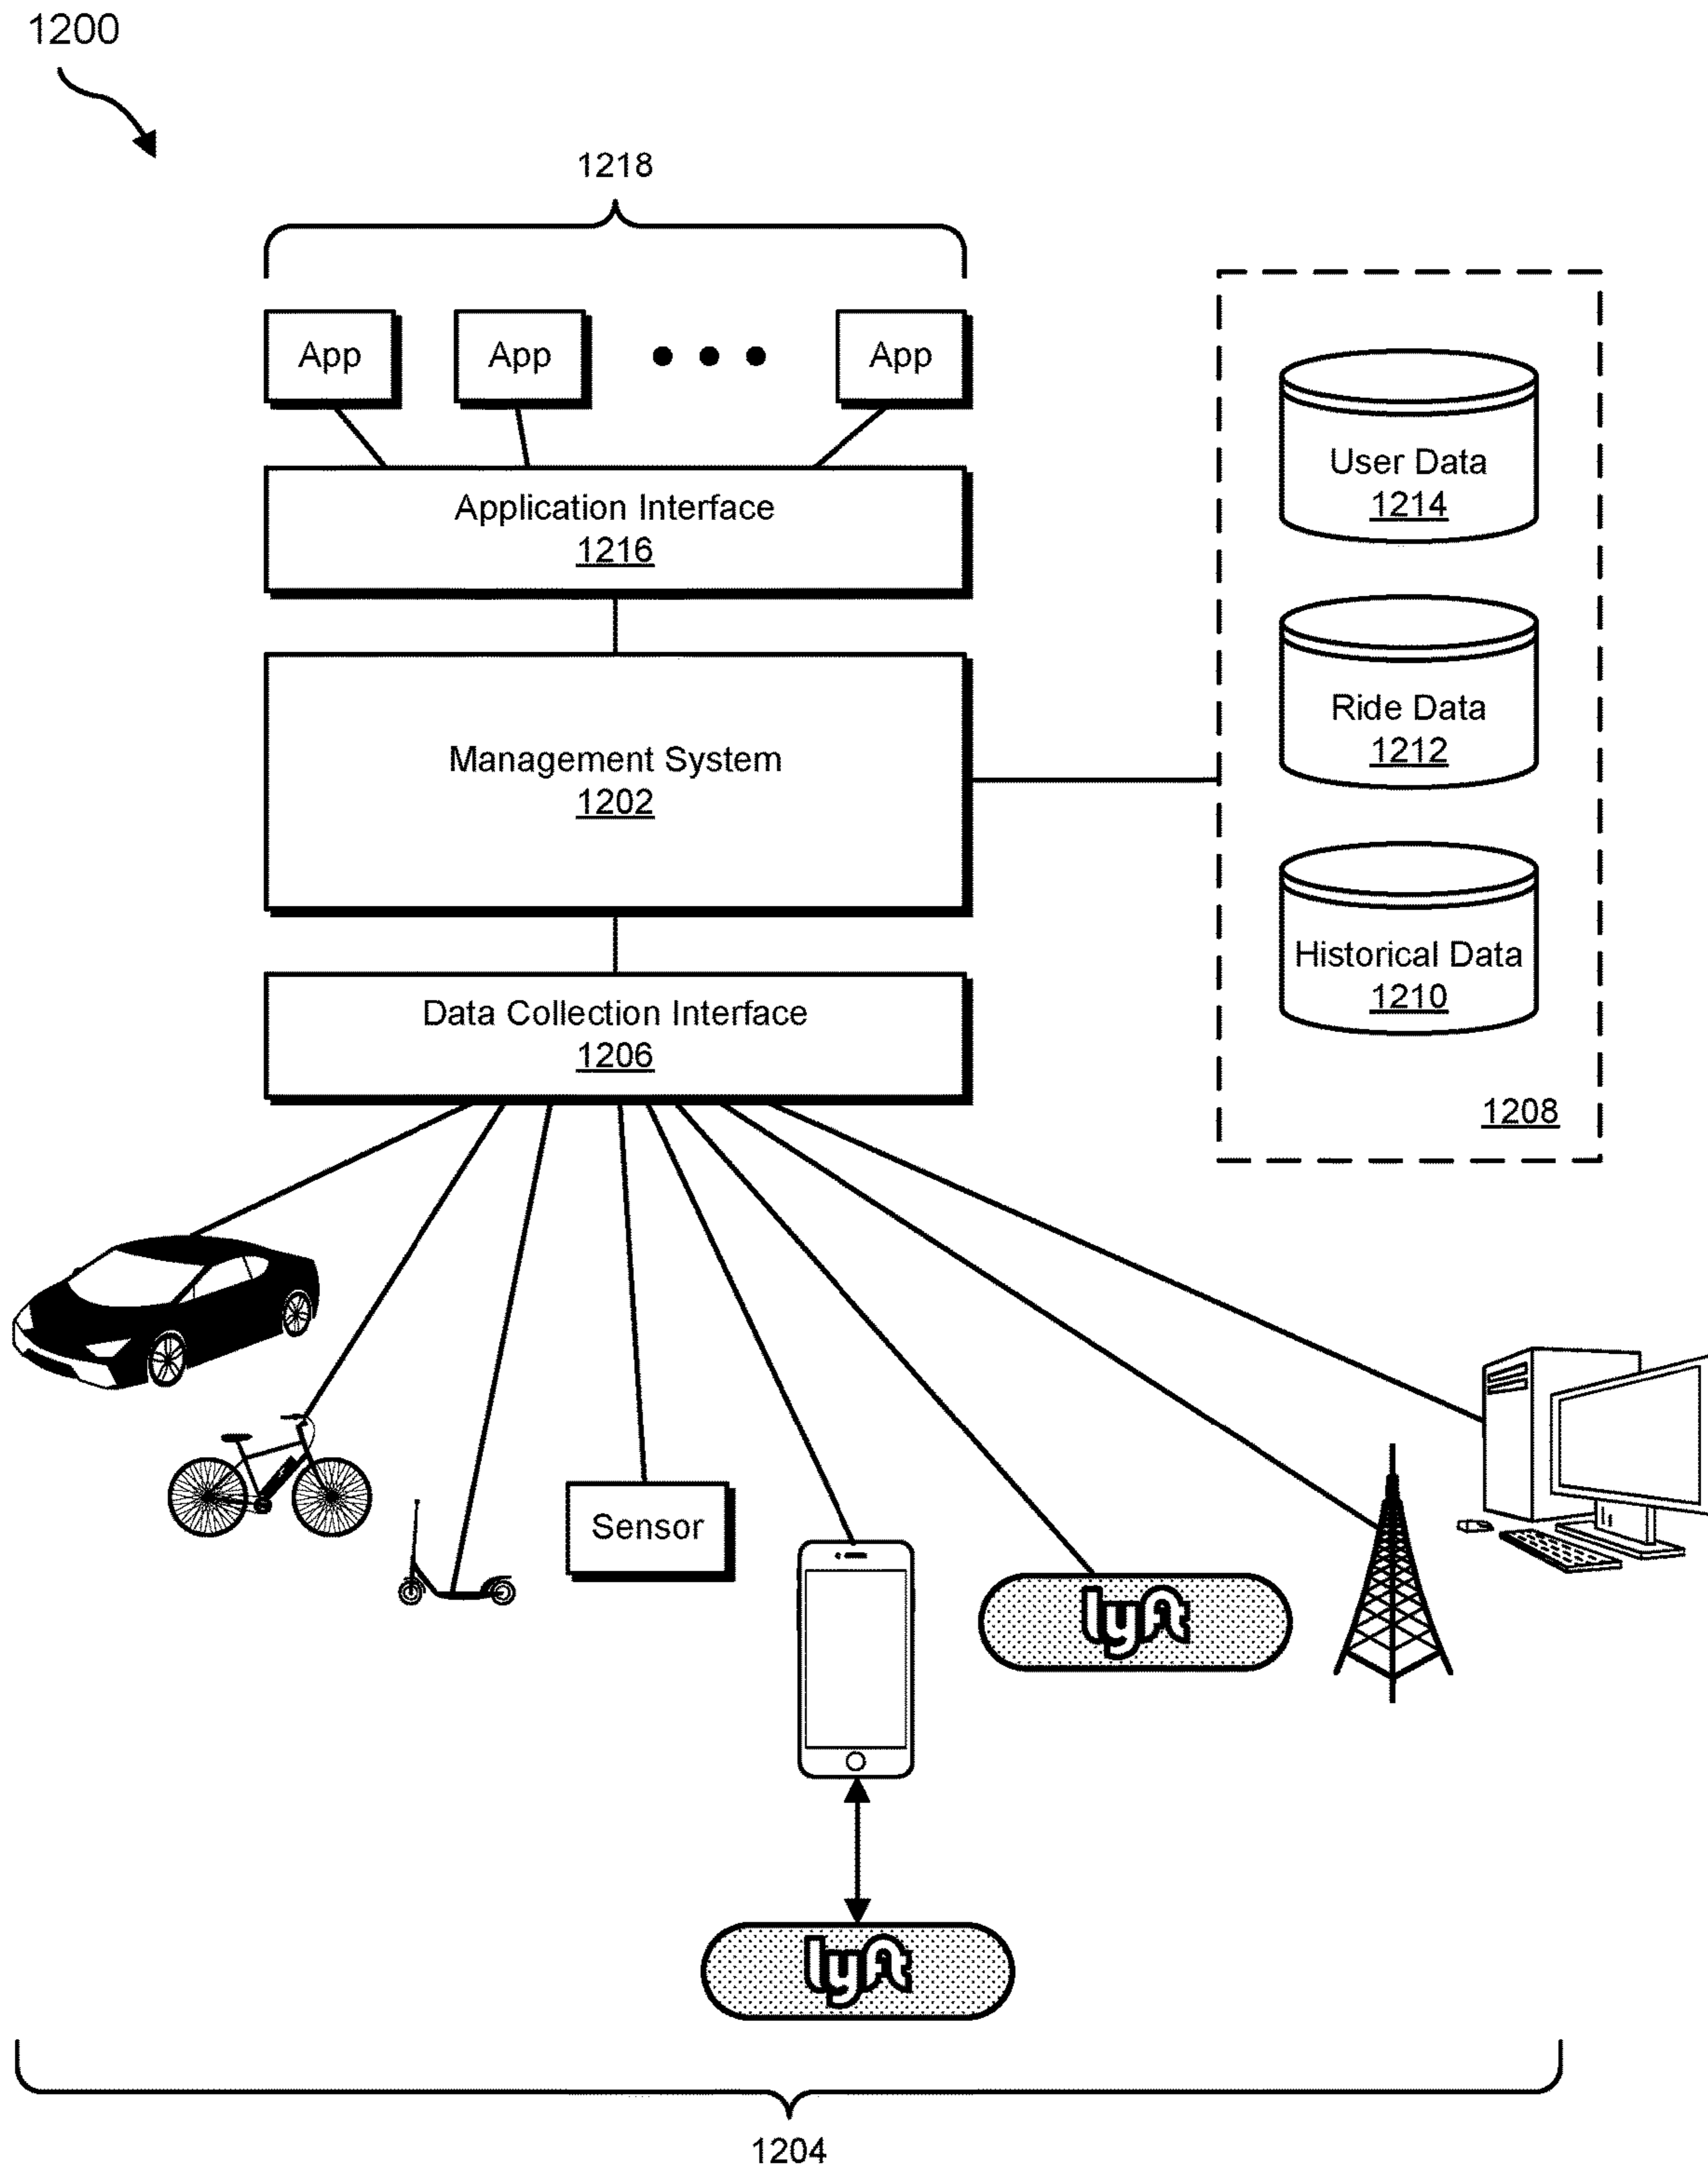 1200
1218
App
App
App
Application Interface
1216
Management System
1202
Data Collection Interface
1206
User Data
1214
Ride Data
1212
Historical Data
1210
1208
Sensor
lyft
lyft
1204